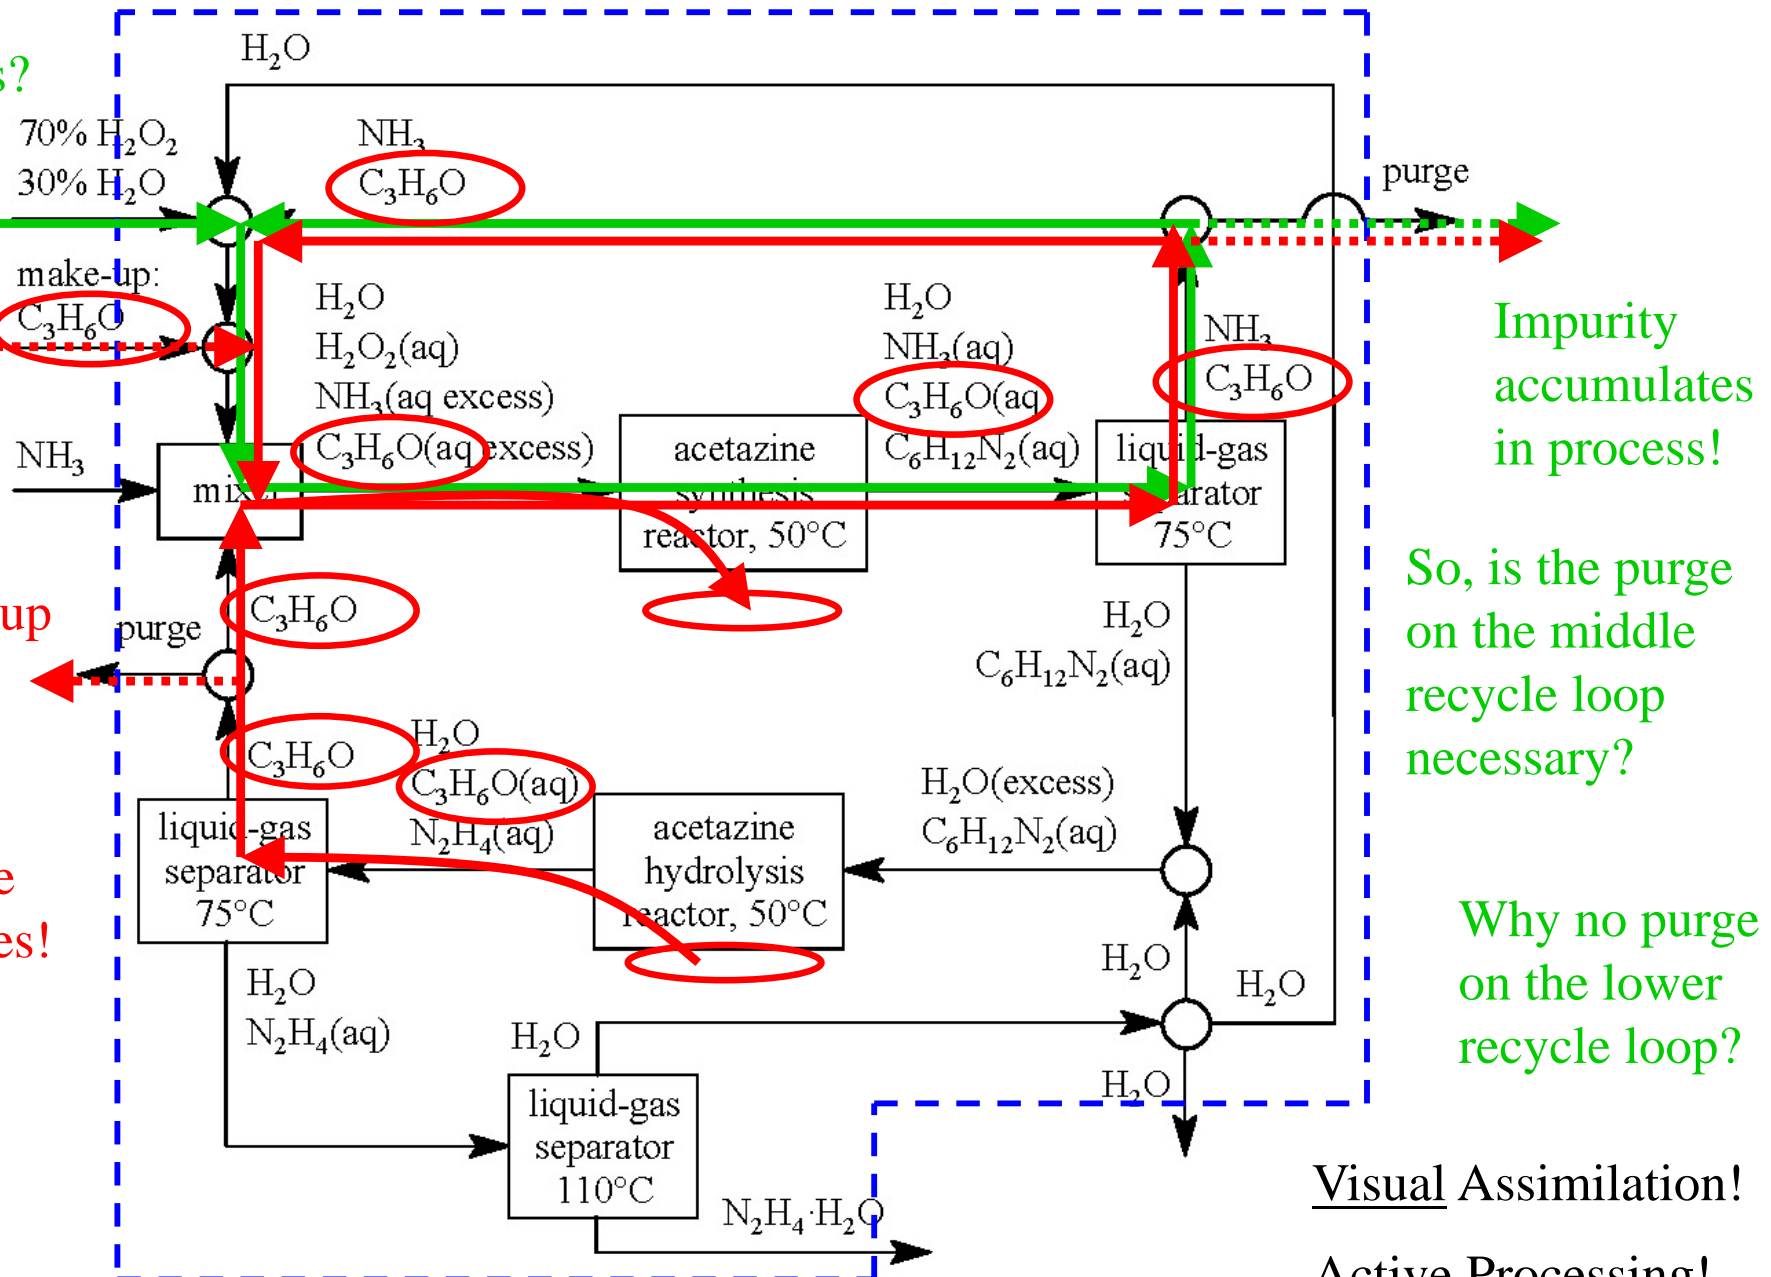 H₂O
s?
70% H₂O₂
30% H₂O
NH₃
C₃H₆O
purge
make-up:
C₃H₆O
H₂O
H₂O₂(aq)
NH₃(aq excess)
C₃H₆O(aq excess)
H₂O
NH₃(aq)
C₃H₆O(aq
C₆H₁₂N₂(aq)
NH₃
C₃H₆O
Impurity
accumulates
in process!
NH₃
mixer
acetazine
synthesis
reactor, 50°C
liquid-gas
separator
75°C
So, is the purge
on the middle
recycle loop
necessary?
up
purge
C₃H₆O
H₂O
C₆H₁₂N₂(aq)
C₃H₆O
H₂O
C₃H₆O(aq)
N₂H₄(aq)
H₂O(excess)
C₆H₁₂N₂(aq)
liquid-gas
separator
75°C
acetazine
hydrolysis
reactor, 50°C
e
es!
Why no purge
on the lower
recycle loop?
H₂O
N₂H₄(aq)
H₂O
H₂O
H₂O
H₂O
liquid-gas
separator
110°C
N₂H₄·H₂O
Visual Assimilation!
Active Processing!